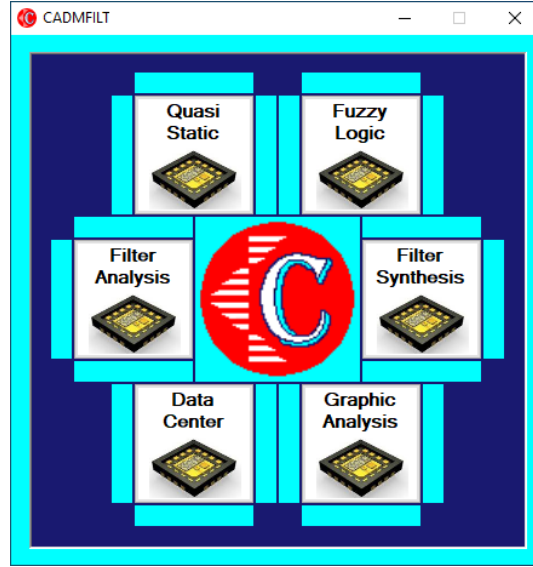 CADMFILT
Quasi
Static
Fuzzy
Logic
Filter
Analysis
C
Filter
Synthesis
Data
Center
Graphic
Analysis